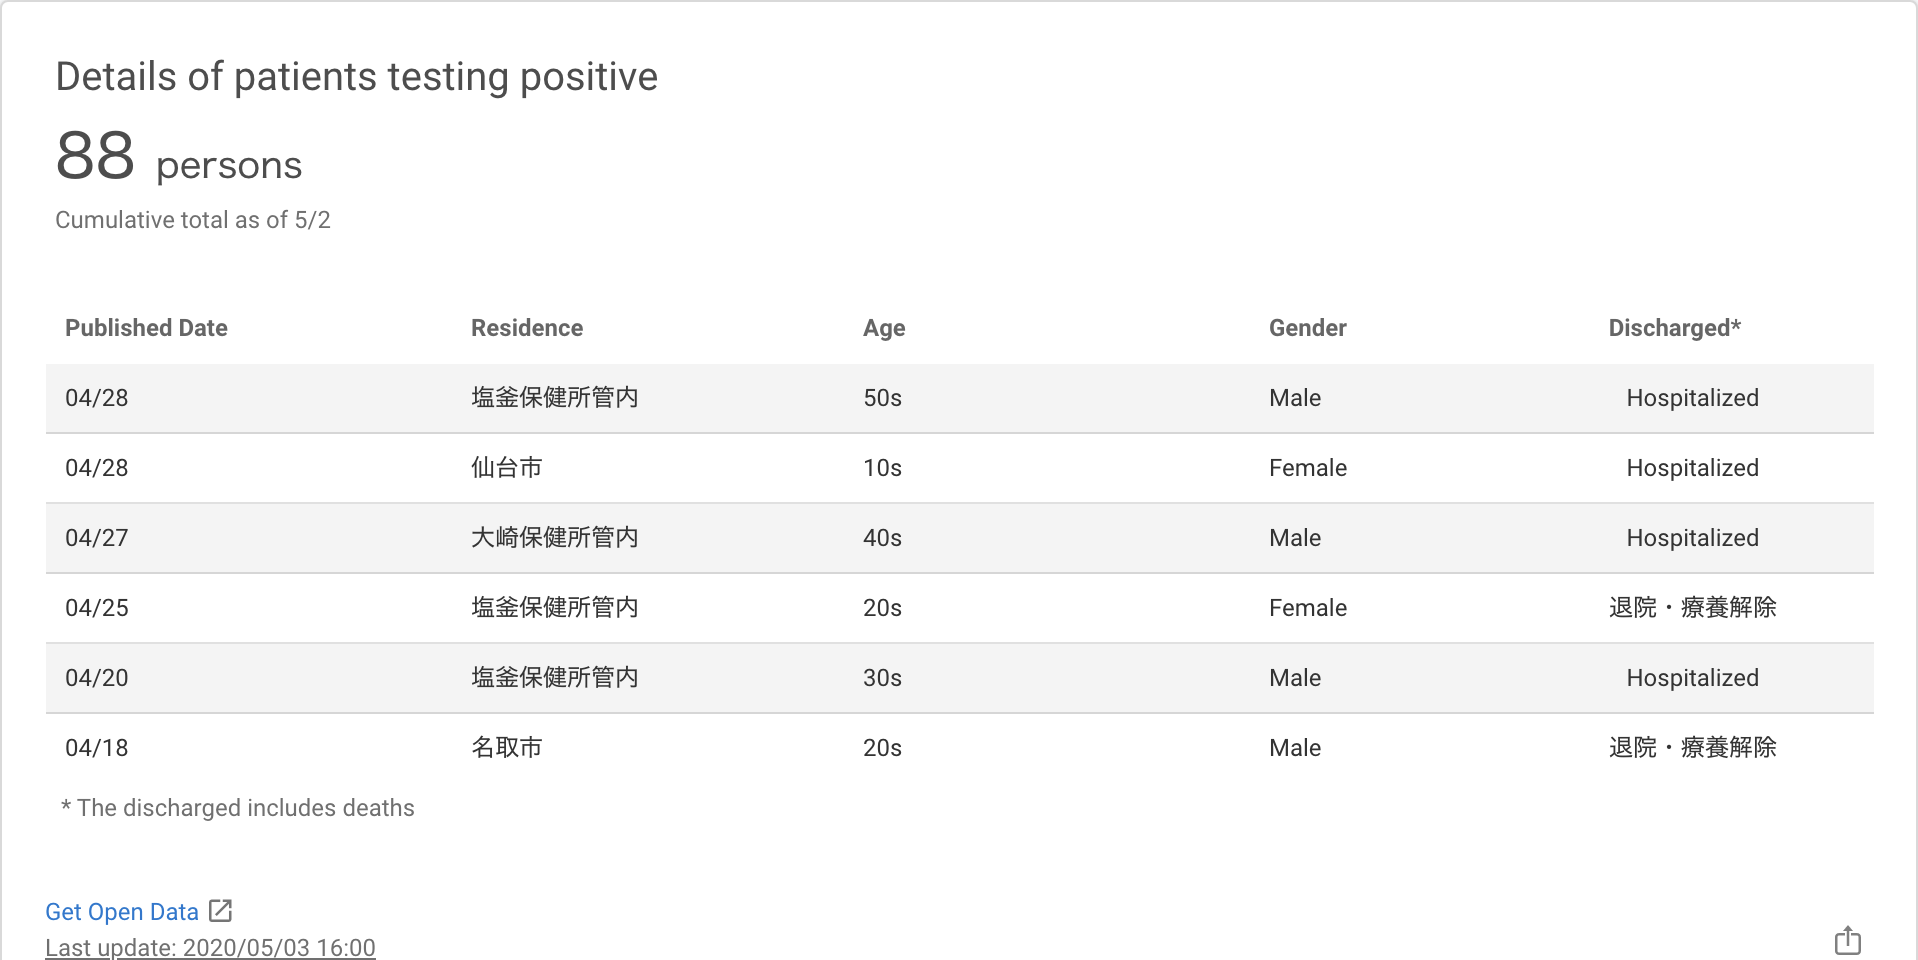 Details of patients testing positive
88 persons
Cumulative total as of 5/2
Published Date Residence Age Gender Discharged*
04/28 塩釜保健所管内 50s Male Hospitalized
04/28 仙台市 10s Female Hospitalized
04/27 大崎保健所管内 40s Male Hospitalized
04/25 塩釜保健所管内 20s Female 退院・療養解除
04/20 塩釜保健所管内 30s Male Hospitalized
04/18 名取市 20s Male 退院・療養解除
* The discharged includes deaths
Get Open Data
Last update: 2020/05/03 16:00